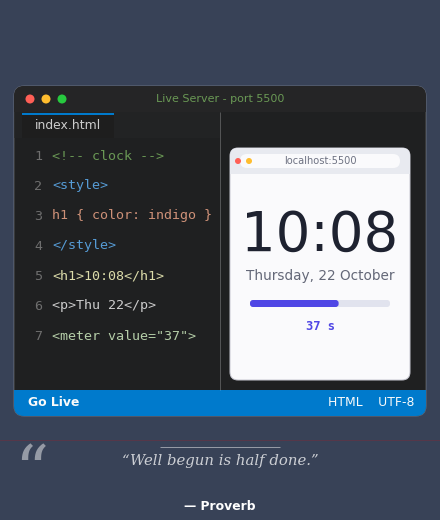 Live Server - port 5500
index.html
1 <!-- clock -->
2 <style>
3 h1 { color: indigo }
4 </style>
5 <h1>10:08</h1>
6 <p>Thu 22</p>
7 <meter value="37">
localhost:5500
10:08
Thursday, 22 October
37 s
Go Live
HTML UTF-8
“
“Well begun is half done.”
— Proverb